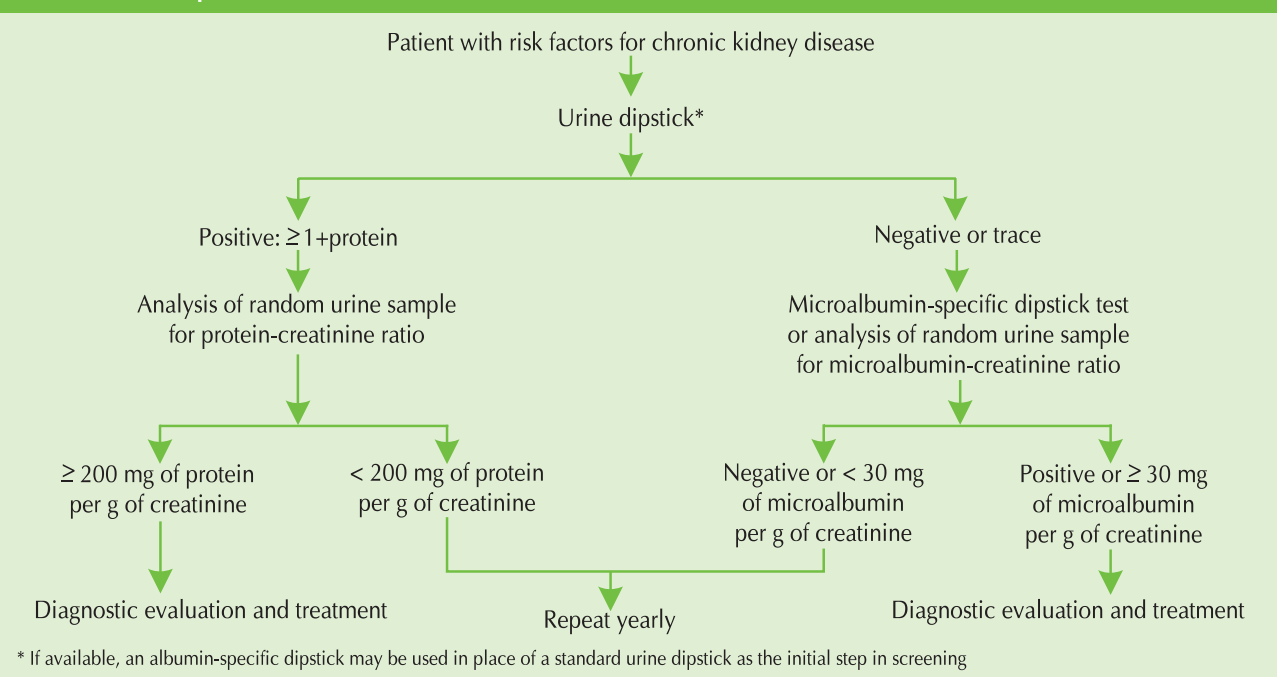 Patient with risk factors for chronic kidney disease
Urine dipstick*
Positive: ≥1+protein
Negative or trace
Analysis of random urine sample
for protein-creatinine ratio
Microalbumin-specific dipstick test
or analysis of random urine sample
for microalbumin-creatinine ratio
≥ 200 mg of protein
per g of creatinine
< 200 mg of protein
per g of creatinine
Negative or < 30 mg
of microalbumin
per g of creatinine
Positive or ≥ 30 mg
of microalbumin
per g of creatinine
Diagnostic evaluation and treatment
Repeat yearly
Diagnostic evaluation and treatment
* If available, an albumin-specific dipstick may be used in place of a standard urine dipstick as the initial step in screening